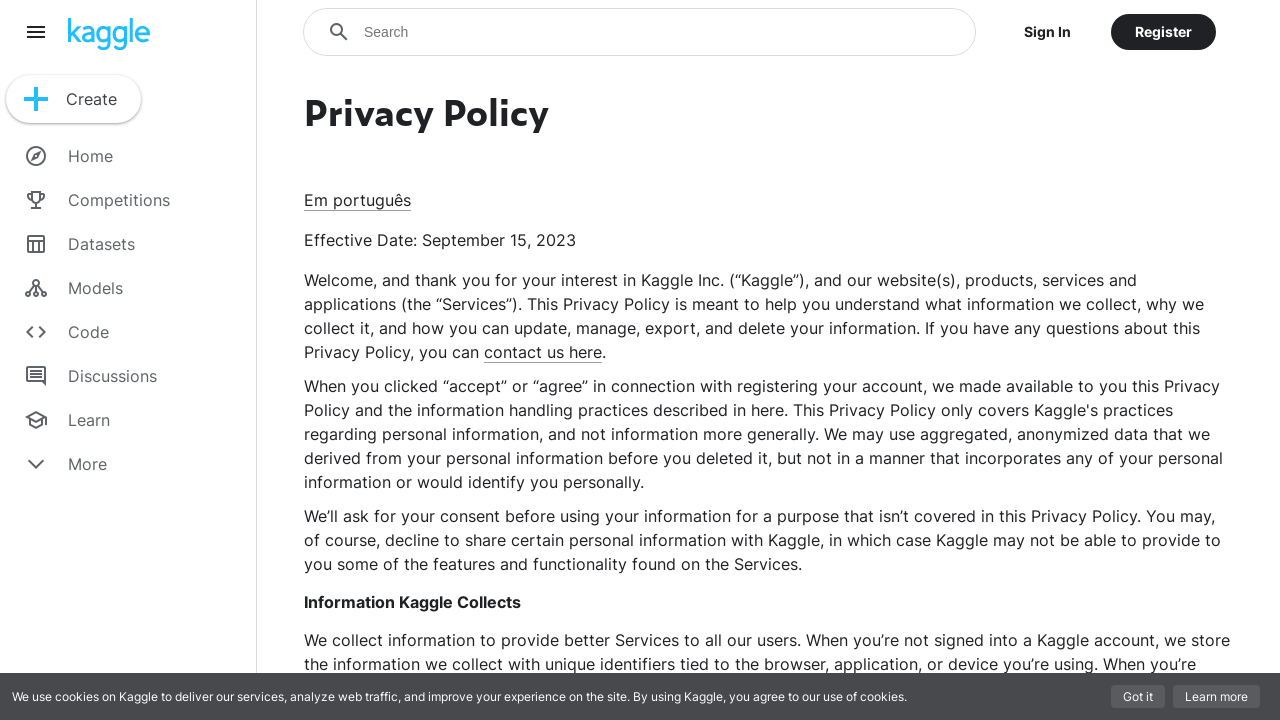 kaggle
Search
Sign In
Register
Create
Home
Competitions
Datasets
Models
Code
Discussions
Learn
More
Privacy Policy
Em português
Effective Date: September 15, 2023
Welcome, and thank you for your interest in Kaggle Inc. (“Kaggle”), and our website(s), products, services and
applications (the “Services”). This Privacy Policy is meant to help you understand what information we collect, why we
collect it, and how you can update, manage, export, and delete your information. If you have any questions about this
Privacy Policy, you can contact us here.
When you clicked “accept” or “agree” in connection with registering your account, we made available to you this Privacy
Policy and the information handling practices described in here. This Privacy Policy only covers Kaggle's practices
regarding personal information, and not information more generally. We may use aggregated, anonymized data that we
derived from your personal information before you deleted it, but not in a manner that incorporates any of your personal
information or would identify you personally.
We’ll ask for your consent before using your information for a purpose that isn’t covered in this Privacy Policy. You may,
of course, decline to share certain personal information with Kaggle, in which case Kaggle may not be able to provide to
you some of the features and functionality found on the Services.
Information Kaggle Collects
We collect information to provide better Services to all our users. When you’re not signed into a Kaggle account, we store
the information we collect with unique identifiers tied to the browser, application, or device you’re using. When you’re
We use cookies on Kaggle to deliver our services, analyze web traffic, and improve your experience on the site. By using Kaggle, you agree to our use of cookies.
Got it
Learn more